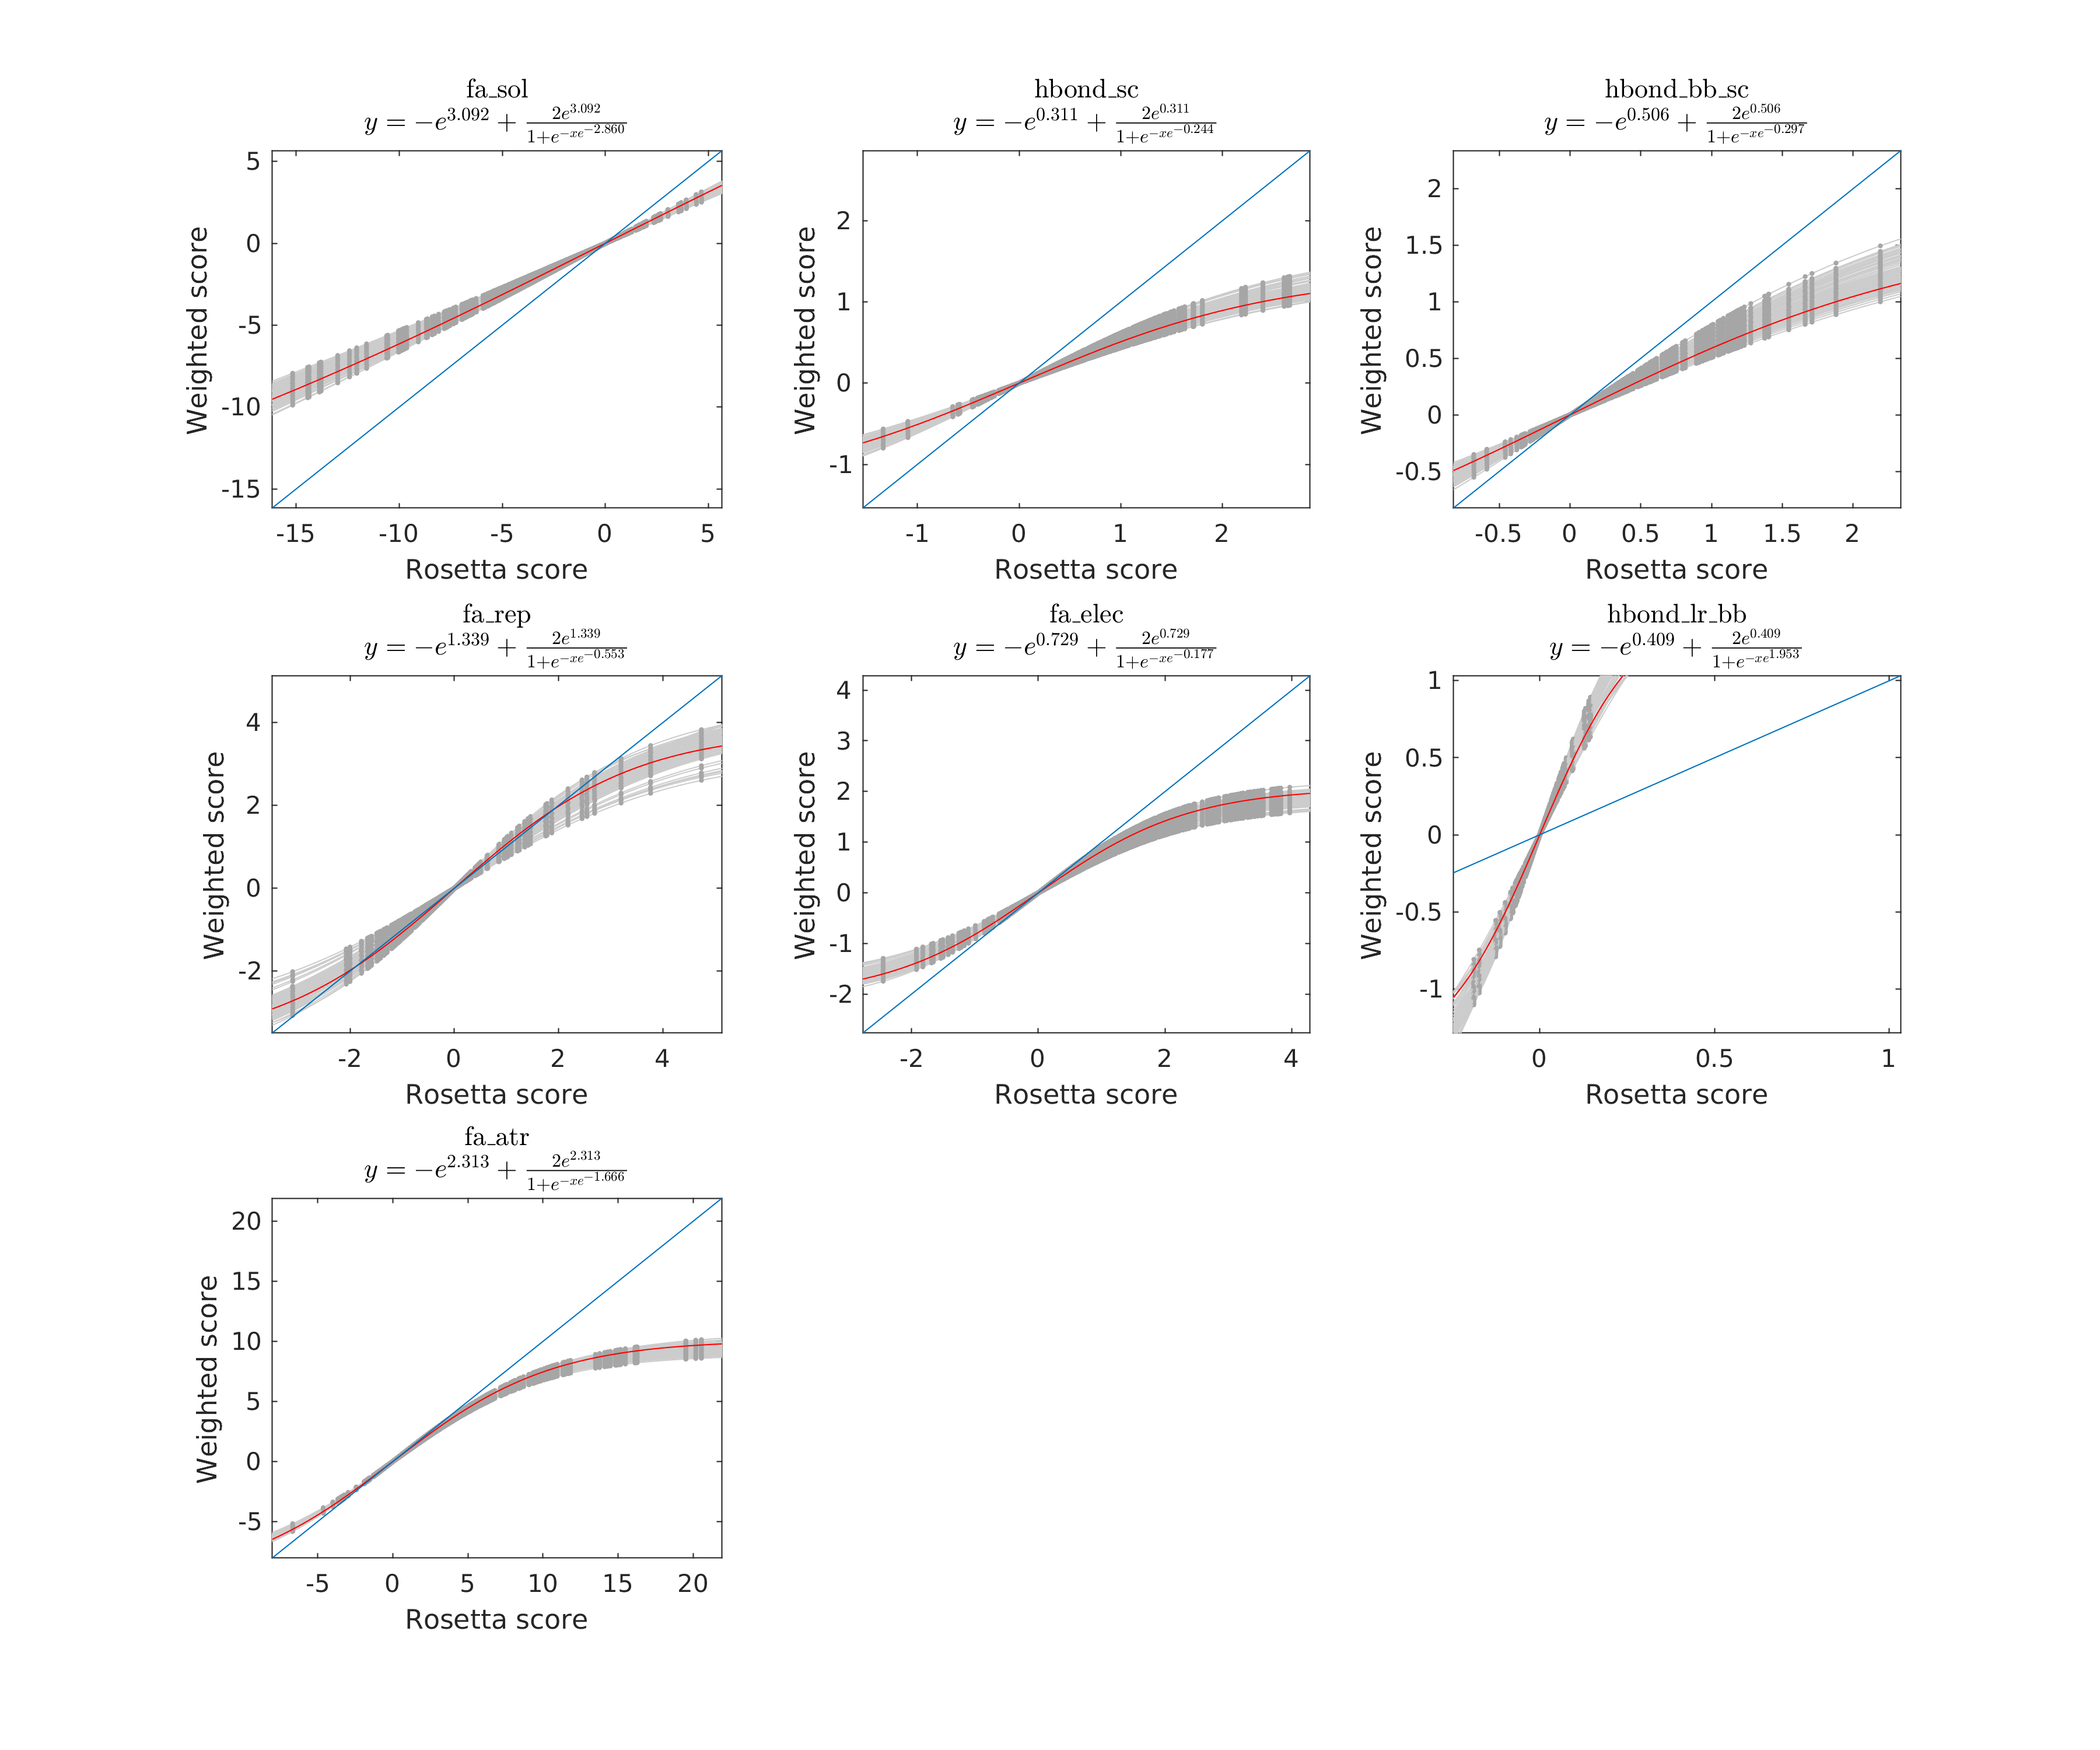 fa_sol
y = −e^{3.092} + \frac{2e^{3.092}}{1+e^{−xe^{−2.860}}}
5
0
-5
-10
-15
Weighted score
-15 -10 -5 0 5
Rosetta score
hbond_sc
y = −e^{0.311} + \frac{2e^{0.311}}{1+e^{−xe^{−0.244}}}
2
1
0
-1
Weighted score
-1 0 1 2
Rosetta score
hbond_bb_sc
y = −e^{0.506} + \frac{2e^{0.506}}{1+e^{−xe^{−0.297}}}
2
1.5
1
0.5
0
-0.5
Weighted score
-0.5 0 0.5 1 1.5 2
Rosetta score
fa_rep
y = −e^{1.339} + \frac{2e^{1.339}}{1+e^{−xe^{−0.553}}}
4
2
0
-2
Weighted score
-2 0 2 4
Rosetta score
fa_elec
y = −e^{0.729} + \frac{2e^{0.729}}{1+e^{−xe^{−0.177}}}
4
3
2
1
0
-1
-2
Weighted score
-2 0 2 4
Rosetta score
hbond_lr_bb
y = −e^{0.409} + \frac{2e^{0.409}}{1+e^{−xe^{1.953}}}
1
0.5
0
-0.5
-1
Weighted score
0 0.5 1
Rosetta score
fa_atr
y = −e^{2.313} + \frac{2e^{2.313}}{1+e^{−xe^{−1.666}}}
20
15
10
5
0
-5
Weighted score
-5 0 5 10 15 20
Rosetta score